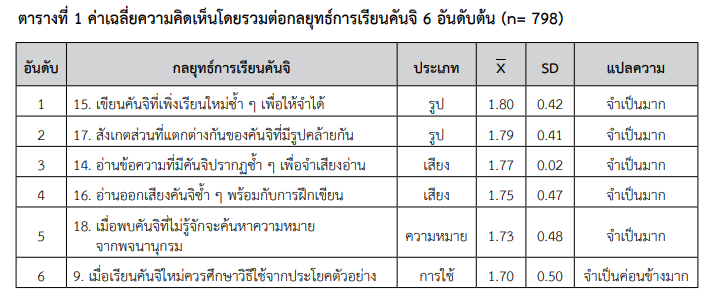 ตารางที่ 1 ค่าเฉลี่ยความคิดเห็นโดยรวมต่อกลยุทธ์การเรียนคันจิ 6 อันดับต้น (n= 798)
อันดับ กลยุทธ์การเรียนคันจิ ประเภท X̄ SD แปลความ
1 15. เขียนคันจิที่เพิ่งเรียนใหม่ซ้ำ ๆ เพื่อให้จำได้ รูป 1.80 0.42 จำเป็นมาก
2 17. สังเกตส่วนที่แตกต่างกันของคันจิที่มีรูปคล้ายกัน รูป 1.79 0.41 จำเป็นมาก
3 14. อ่านข้อความที่มีคันจิปรากฏซ้ำ ๆ เพื่อจำเสียงอ่าน เสียง 1.77 0.02 จำเป็นมาก
4 16. อ่านออกเสียงคันจิซ้ำ ๆ พร้อมกับการฝึกเขียน เสียง 1.75 0.47 จำเป็นมาก
5 18. เมื่อพบคันจิที่ไม่รู้จักจะค้นหาความหมาย
จากพจนานุกรม ความหมาย 1.73 0.48 จำเป็นมาก
6 9. เมื่อเรียนคันจิใหม่ควรศึกษาวิธีใช้จากประโยคตัวอย่าง การใช้ 1.70 0.50 จำเป็นค่อนข้างมาก